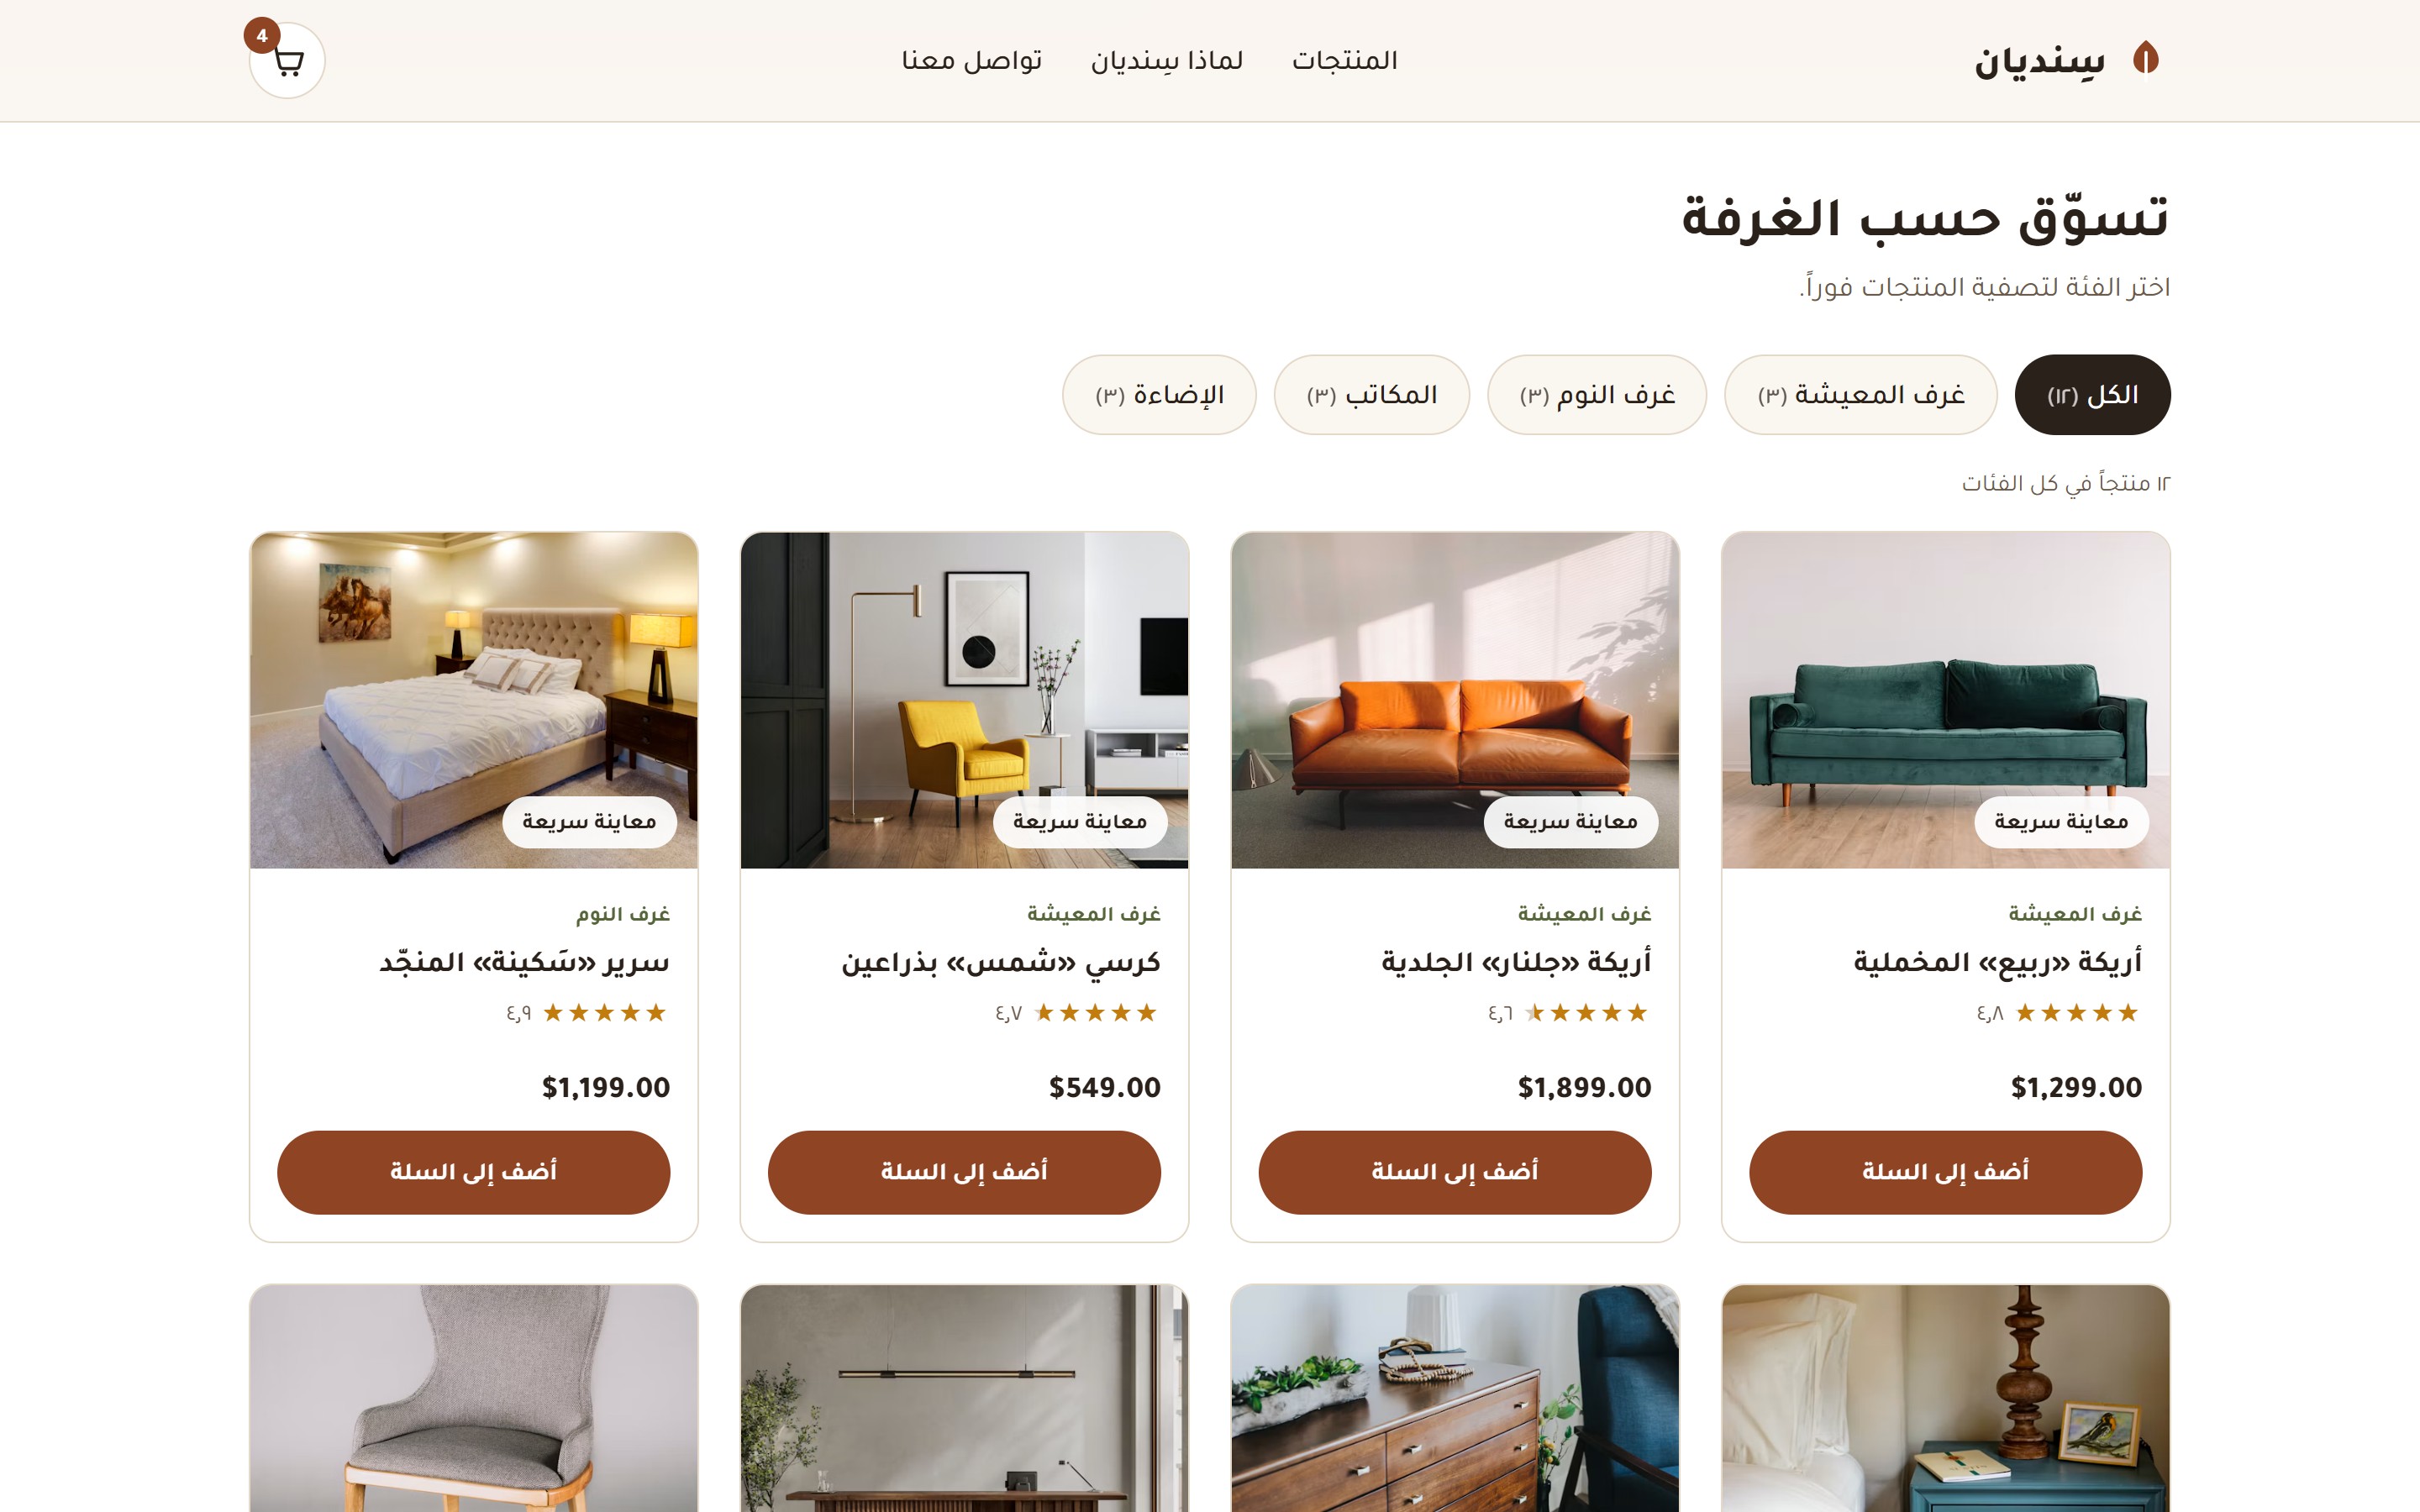 سِنديان
المنتجات
لماذا سِنديان
تواصل معنا
4
تسوّق حسب الغرفة
اختر الفئة لتصفية المنتجات فوراً.
الكل (١٢)
غرف المعيشة (٣)
غرف النوم (٣)
المكاتب (٣)
الإضاءة (٣)
١٢ منتجاً في كل الفئات
معاينة سريعة
غرف المعيشة
أريكة «ربيع» المخملية
٤٫٨
$1,299.00
أضف إلى السلة
معاينة سريعة
غرف المعيشة
أريكة «جلنار» الجلدية
٤٫٦
$1,899.00
أضف إلى السلة
معاينة سريعة
غرف المعيشة
كرسي «شمس» بذراعين
٤٫٧
$549.00
أضف إلى السلة
معاينة سريعة
غرف النوم
سرير «سَكينة» المنجّد
٤٫٩
$1,199.00
أضف إلى السلة